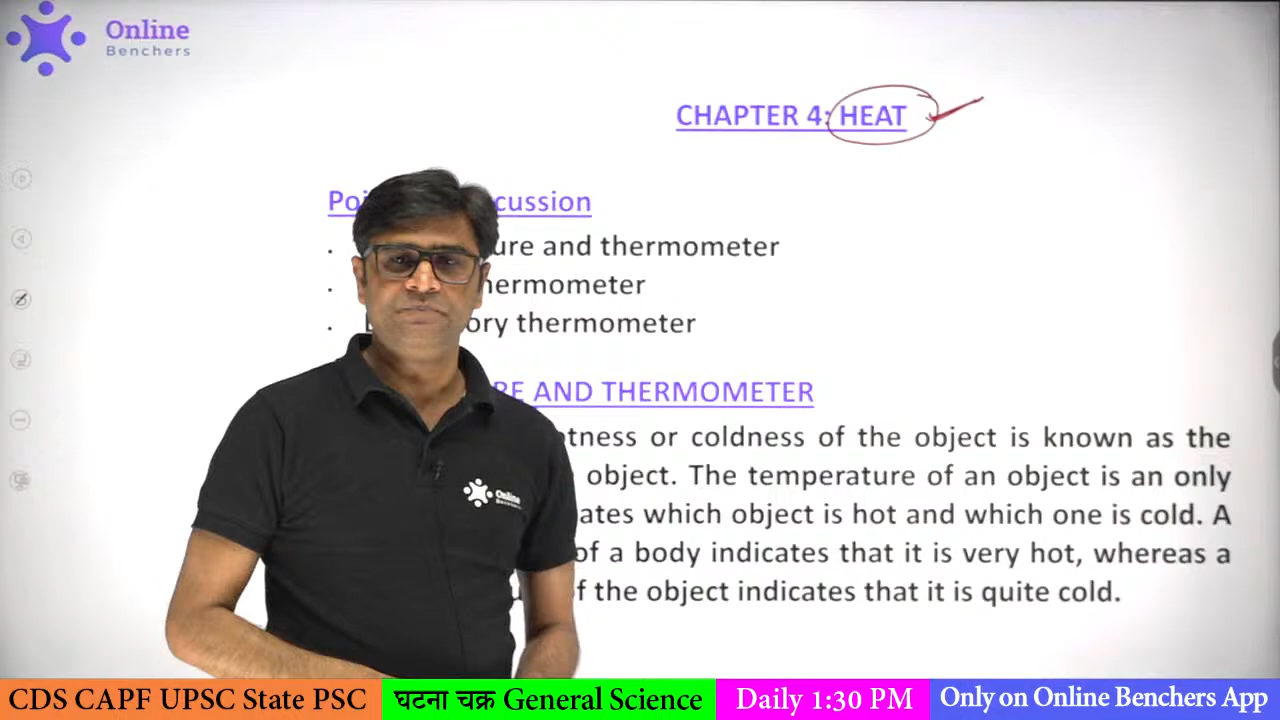 Online
Benchers
CHAPTER 4: HEAT
cussion
. ure and thermometer
. hermometer
. ory thermometer
RE AND THERMOMETER
tness or coldness of the object is known as the
object. The temperature of an object is an only
ates which object is hot and which one is cold. A
of a body indicates that it is very hot, whereas a
of the object indicates that it is quite cold.
Online
Benchers
CDS CAPF UPSC State PSC
घटना चक्र General Science
Daily 1:30 PM
Only on Online Benchers App